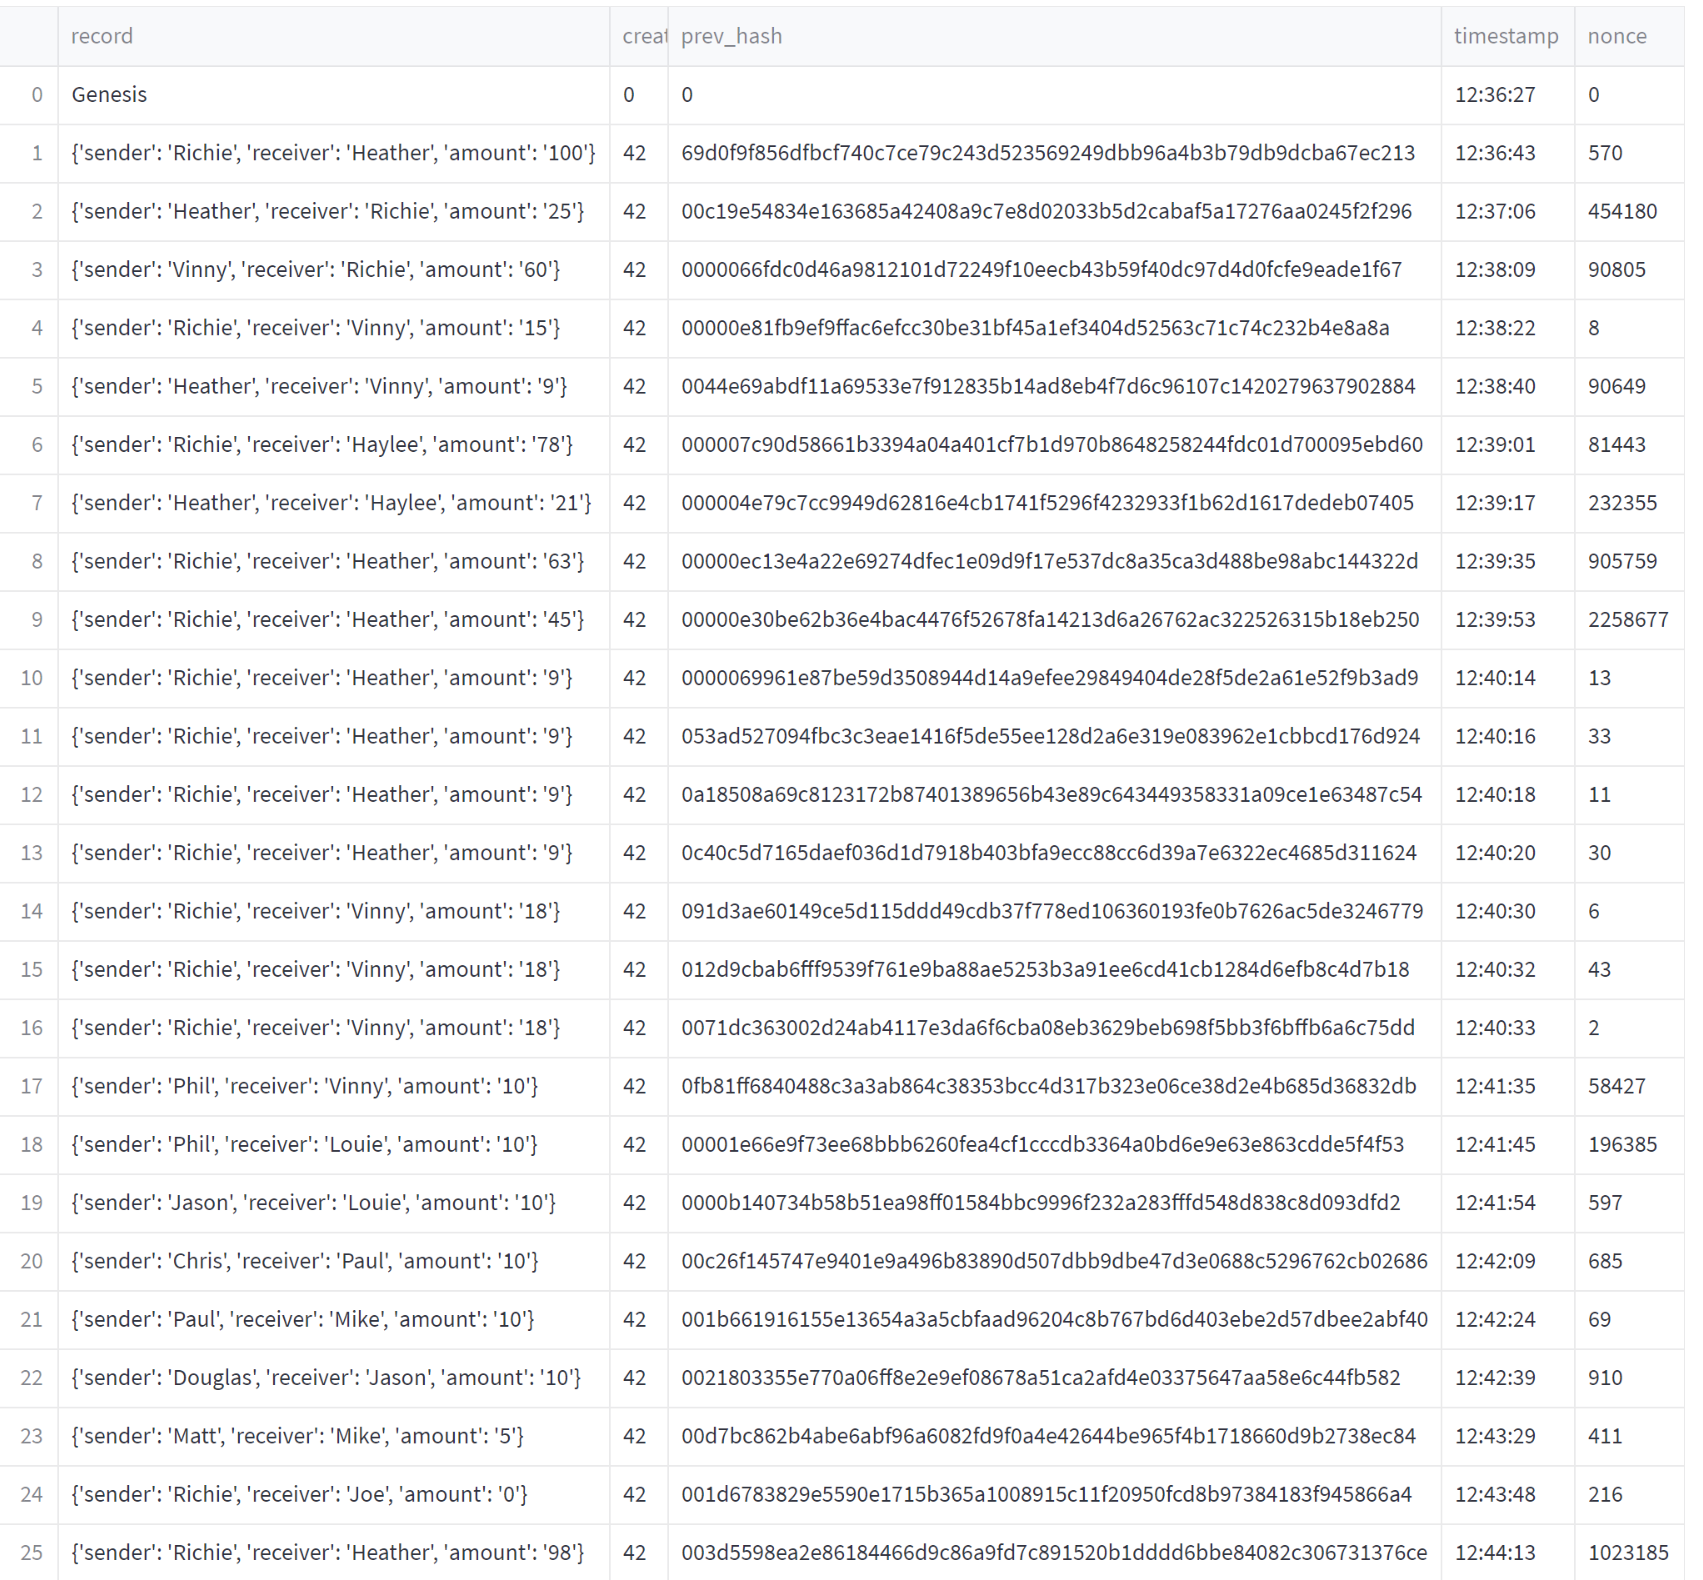 record creat prev_hash timestamp nonce
0 Genesis 0 0 12:36:27 0
1 {'sender': 'Richie', 'receiver': 'Heather', 'amount': '100'} 42 69d0f9f856dfbcf740c7ce79c243d523569249dbb96a4b3b79db9dcba67ec213 12:36:43 570
2 {'sender': 'Heather', 'receiver': 'Richie', 'amount': '25'} 42 00c19e54834e163685a42408a9c7e8d02033b5d2cabaf5a17276aa0245f2f296 12:37:06 454180
3 {'sender': 'Vinny', 'receiver': 'Richie', 'amount': '60'} 42 0000066fdc0d46a9812101d72249f10eecb43b59f40dc97d4d0fcfe9eade1f67 12:38:09 90805
4 {'sender': 'Richie', 'receiver': 'Vinny', 'amount': '15'} 42 00000e81fb9ef9ffac6efcc30be31bf45a1ef3404d52563c71c74c232b4e8a8a 12:38:22 8
5 {'sender': 'Heather', 'receiver': 'Vinny', 'amount': '9'} 42 0044e69abdf11a69533e7f912835b14ad8eb4f7d6c96107c1420279637902884 12:38:40 90649
6 {'sender': 'Richie', 'receiver': 'Haylee', 'amount': '78'} 42 000007c90d58661b3394a04a401cf7b1d970b8648258244fdc01d700095ebd60 12:39:01 81443
7 {'sender': 'Heather', 'receiver': 'Haylee', 'amount': '21'} 42 000004e79c7cc9949d62816e4cb1741f5296f4232933f1b62d1617dedeb07405 12:39:17 232355
8 {'sender': 'Richie', 'receiver': 'Heather', 'amount': '63'} 42 00000ec13e4a22e69274dfec1e09d9f17e537dc8a35ca3d488be98abc144322d 12:39:35 905759
9 {'sender': 'Richie', 'receiver': 'Heather', 'amount': '45'} 42 00000e30be62b36e4bac4476f52678fa14213d6a26762ac322526315b18eb250 12:39:53 2258677
10 {'sender': 'Richie', 'receiver': 'Heather', 'amount': '9'} 42 0000069961e87be59d3508944d14a9efee29849404de28f5de2a61e52f9b3ad9 12:40:14 13
11 {'sender': 'Richie', 'receiver': 'Heather', 'amount': '9'} 42 053ad527094fbc3c3eae1416f5de55ee128d2a6e319e083962e1cbbcd176d924 12:40:16 33
12 {'sender': 'Richie', 'receiver': 'Heather', 'amount': '9'} 42 0a18508a69c8123172b87401389656b43e89c643449358331a09ce1e63487c54 12:40:18 11
13 {'sender': 'Richie', 'receiver': 'Heather', 'amount': '9'} 42 0c40c5d7165daef036d1d7918b403bfa9ecc88cc6d39a7e6322ec4685d311624 12:40:20 30
14 {'sender': 'Richie', 'receiver': 'Vinny', 'amount': '18'} 42 091d3ae60149ce5d115ddd49cdb37f778ed106360193fe0b7626ac5de3246779 12:40:30 6
15 {'sender': 'Richie', 'receiver': 'Vinny', 'amount': '18'} 42 012d9cbab6fff9539f761e9ba88ae5253b3a91ee6cd41cb1284d6efb8c4d7b18 12:40:32 43
16 {'sender': 'Richie', 'receiver': 'Vinny', 'amount': '18'} 42 0071dc363002d24ab4117e3da6f6cba08eb3629beb698f5bb3f6bffb6a6c75dd 12:40:33 2
17 {'sender': 'Phil', 'receiver': 'Vinny', 'amount': '10'} 42 0fb81ff6840488c3a3ab864c38353bcc4d317b323e06ce38d2e4b685d36832db 12:41:35 58427
18 {'sender': 'Phil', 'receiver': 'Louie', 'amount': '10'} 42 00001e66e9f73ee68bbb6260fea4cf1cccdb3364a0bd6e9e63e863cdde5f4f53 12:41:45 196385
19 {'sender': 'Jason', 'receiver': 'Louie', 'amount': '10'} 42 0000b140734b58b51ea98ff01584bbc9996f232a283fffd548d838c8d093dfd2 12:41:54 597
20 {'sender': 'Chris', 'receiver': 'Paul', 'amount': '10'} 42 00c26f145747e9401e9a496b83890d507dbb9dbe47d3e0688c5296762cb02686 12:42:09 685
21 {'sender': 'Paul', 'receiver': 'Mike', 'amount': '10'} 42 001b661916155e13654a3a5cbfaad96204c8b767bd6d403ebe2d57dbee2abf40 12:42:24 69
22 {'sender': 'Douglas', 'receiver': 'Jason', 'amount': '10'} 42 0021803355e770a06ff8e2e9ef08678a51ca2afd4e03375647aa58e6c44fb582 12:42:39 910
23 {'sender': 'Matt', 'receiver': 'Mike', 'amount': '5'} 42 00d7bc862b4abe6abf96a6082fd9f0a4e42644be965f4b1718660d9b2738ec84 12:43:29 411
24 {'sender': 'Richie', 'receiver': 'Joe', 'amount': '0'} 42 001d6783829e5590e1715b365a1008915c11f20950fcd8b97384183f945866a4 12:43:48 216
25 {'sender': 'Richie', 'receiver': 'Heather', 'amount': '98'} 42 003d5598ea2e86184466d9c86a9fd7c891520b1dddd6bbe84082c306731376ce 12:44:13 1023185